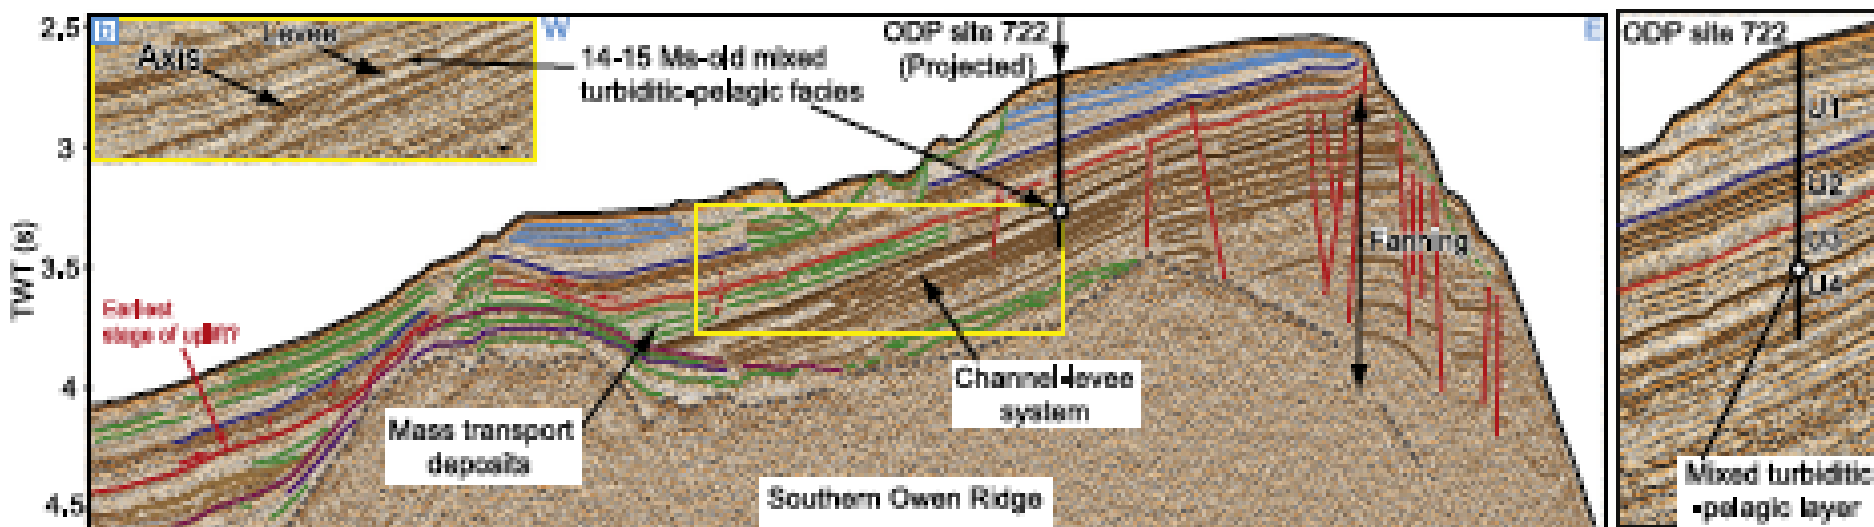 2.5
3
3.5
4
4.5
TWT (s)
a
Levee
Axis
W
14-15 Ma-old mixed
turbiditic-pelagic facies
ODP site 722
(Projected)
E
Fanning
Earliest
stage of uplift?
Mass transport
deposits
Channel-levee
system
Southern Owen Ridge
ODP site 722
U1
U2
U3
U4
Mixed turbiditic
-pelagic layer